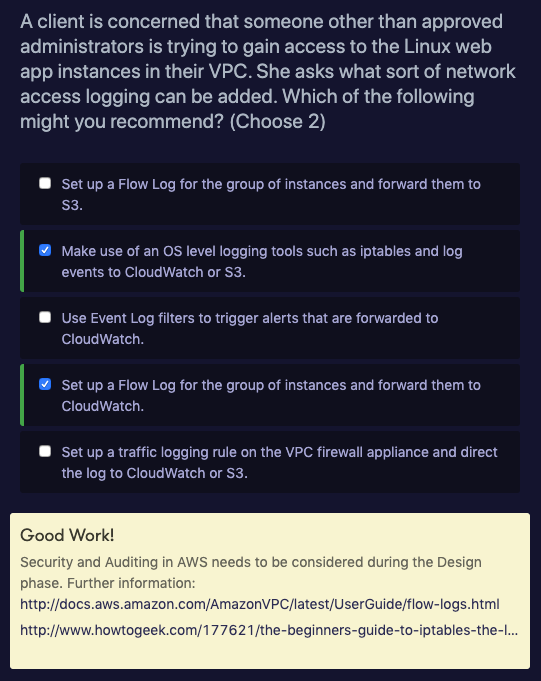 A client is concerned that someone other than approved
administrators is trying to gain access to the Linux web
app instances in their VPC. She asks what sort of network
access logging can be added. Which of the following
might you recommend? (Choose 2)
Set up a Flow Log for the group of instances and forward them to
S3.
Make use of an OS level logging tools such as iptables and log
events to CloudWatch or S3.
Use Event Log filters to trigger alerts that are forwarded to
CloudWatch.
Set up a Flow Log for the group of instances and forward them to
CloudWatch.
Set up a traffic logging rule on the VPC firewall appliance and direct
the log to CloudWatch or S3.
Good Work!
Security and Auditing in AWS needs to be considered during the Design
phase. Further information:
http://docs.aws.amazon.com/AmazonVPC/latest/UserGuide/flow-logs.html
http://www.howtogeek.com/177621/the-beginners-guide-to-iptables-the-l...